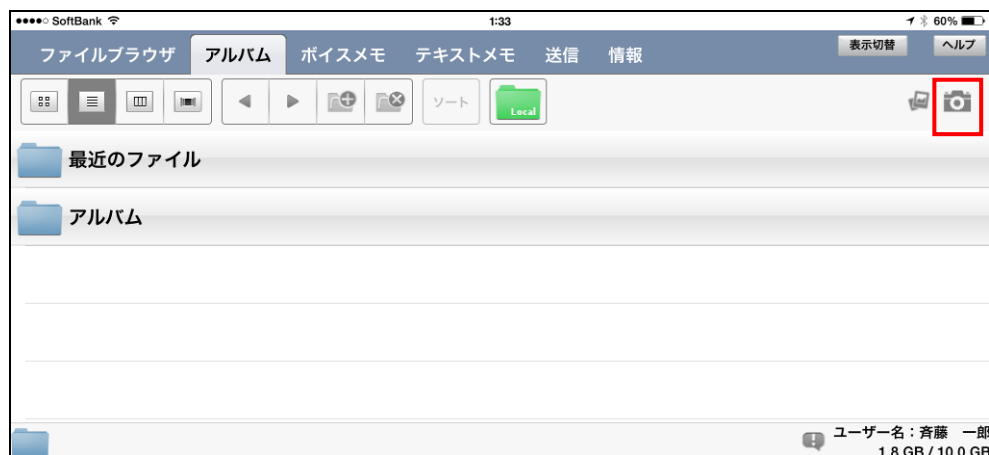 SoftBank 1:33 60%
ファイルブラウザ アルバム ボイスメモ テキストメモ 送信 情報 表示切替 ヘルプ
ソート Local
最近のファイル
アルバム
ユーザー名：斉藤　一郎
1.8 GB / 10.0 GB